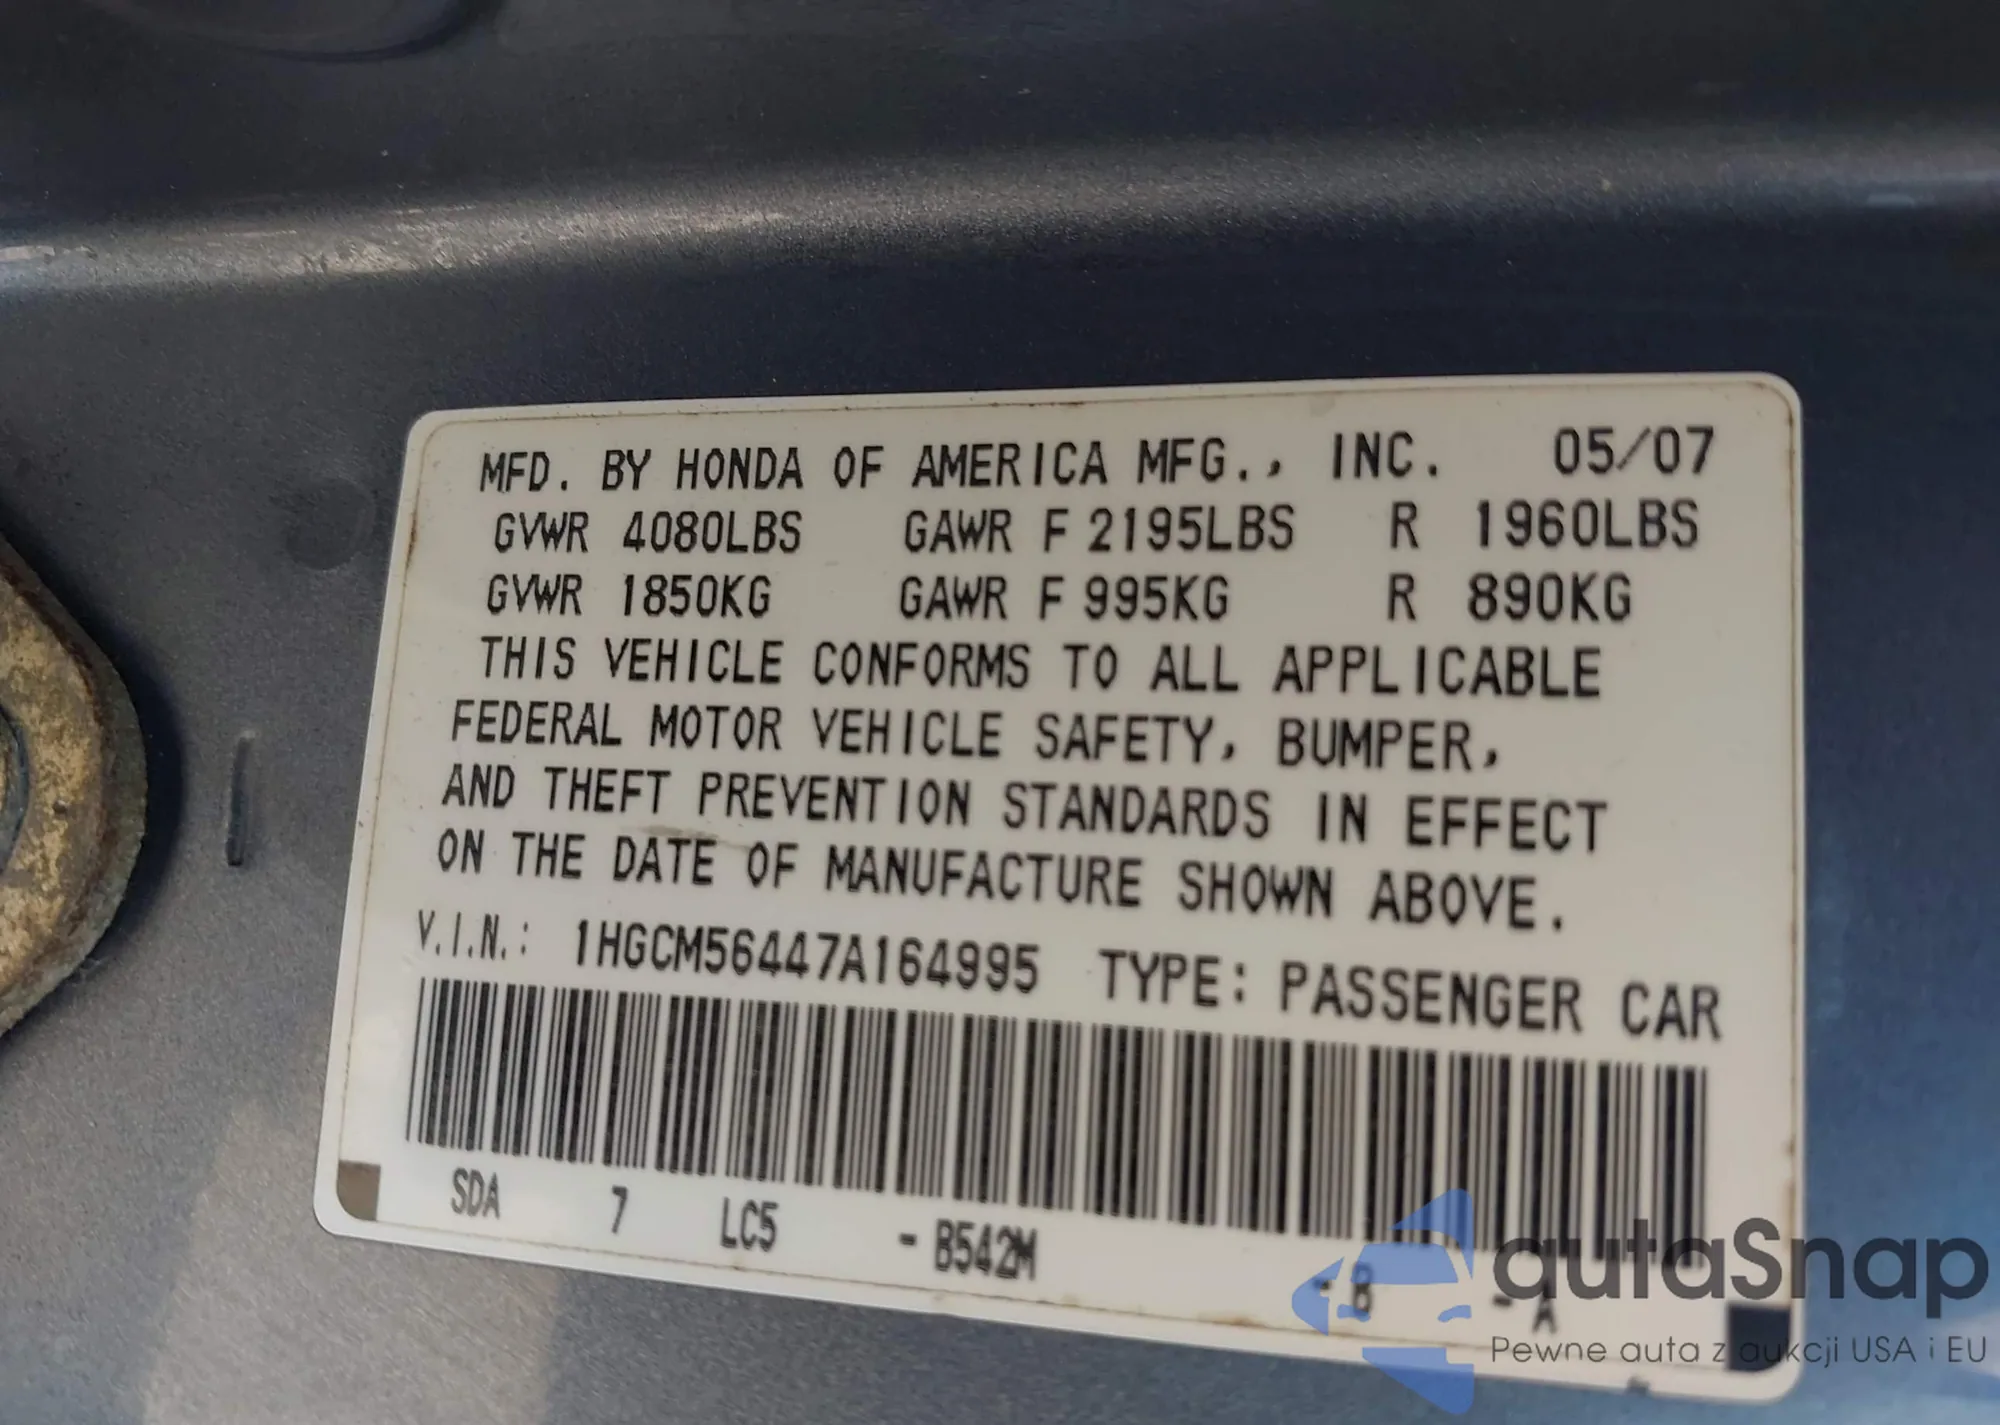 MFD. BY HONDA OF AMERICA MFG., INC. 05/07
GVWR 4080LBS GAWR F 2195LBS R 1960LBS
GVWR 1850KG GAWR F 995KG R 890KG
THIS VEHICLE CONFORMS TO ALL APPLICABLE
FEDERAL MOTOR VEHICLE SAFETY, BUMPER,
AND THEFT PREVENTION STANDARDS IN EFFECT
ON THE DATE OF MANUFACTURE SHOWN ABOVE.
V.I.N.: 1HGCM56447A164995 TYPE: PASSENGER CAR
SDA 7 LC5 - B542M - B - A
autaSnap
Pewne auta z aukcji USA i EU